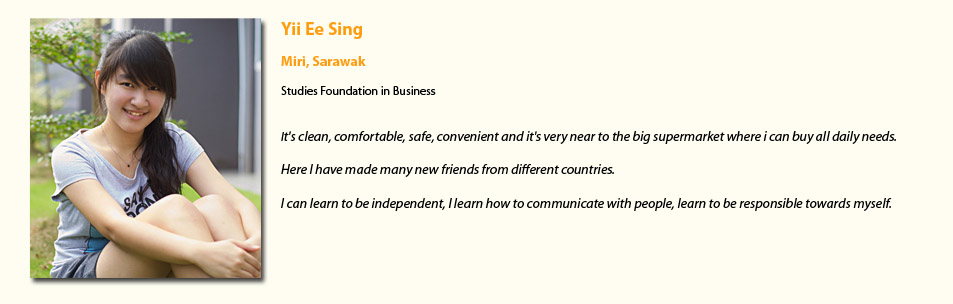 Yii Ee Sing
Miri, Sarawak
Studies Foundation in Business
It's clean, comfortable, safe, convenient and it's very near to the big supermarket where i can buy all daily needs.
Here I have made many new friends from different countries.
I can learn to be independent, I learn how to communicate with people, learn to be responsible towards myself.